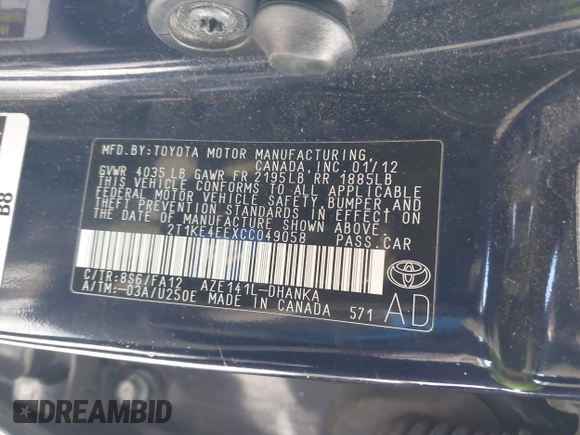 MFD.BY:TOYOTA MOTOR MANUFACTURING,
CANADA, INC. 01/12
GVWR 4035LB GAWR FR 2195LB RR 1885LB
THIS VEHICLE CONFORMS TO ALL APPLICABLE
FEDERAL MOTOR VEHICLE SAFETY, BUMPER, AND
THEFT PREVENTION STANDARDS IN EFFECT ON
THE DATE OF MANUFACTURE SHOWN ABOVE.
2T1KE4EEXCC049058 PASS.CAR
C/TR:8S6/FA12 AZE141L-DHANKA
A/TM:-03A/U250E MADE IN CANADA 571
TOYOTA
AD
B8
DREAMBID